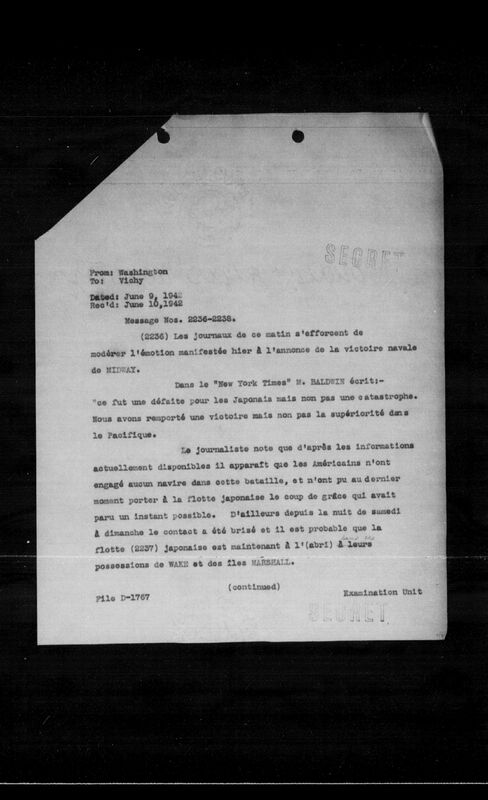 SECRET
From: Washington
To: Vichy
Dated: June 9, 1942
Rec'd: June 10,1942
Message Nos. 2236-2238.
(2236) Les journaux de ce matin s'efforcent de
modérer l'émotion manifestée hier à l'annonce de la victoire navale
de MIDWAY.
Dans le "New York Times" M. BALDWIN écrit:-
"ce fut une défaite pour les Japonais mais non pas une catastrophe.
Nous avons remporté une victoire mais non pas la supériorité dans
le Pacifique.
Le journaliste note que d'après les informations
actuellement disponibles il apparaît que les Américains n'ont
engagé aucun navire dans cette bataille, et n'ont pu au dernier
moment porter à la flotte japonaise le coup de grâce qui avait
paru un instant possible. D'ailleurs depuis la nuit de samedi
à dimanche le contact a été brisé et il est probable que la
flotte (2237) japonaise est maintenant à l'(abri) à leurs
possessions de WAKE et des îles MARSHALL.
(continued)
File D-1767
Examination Unit
SECRET